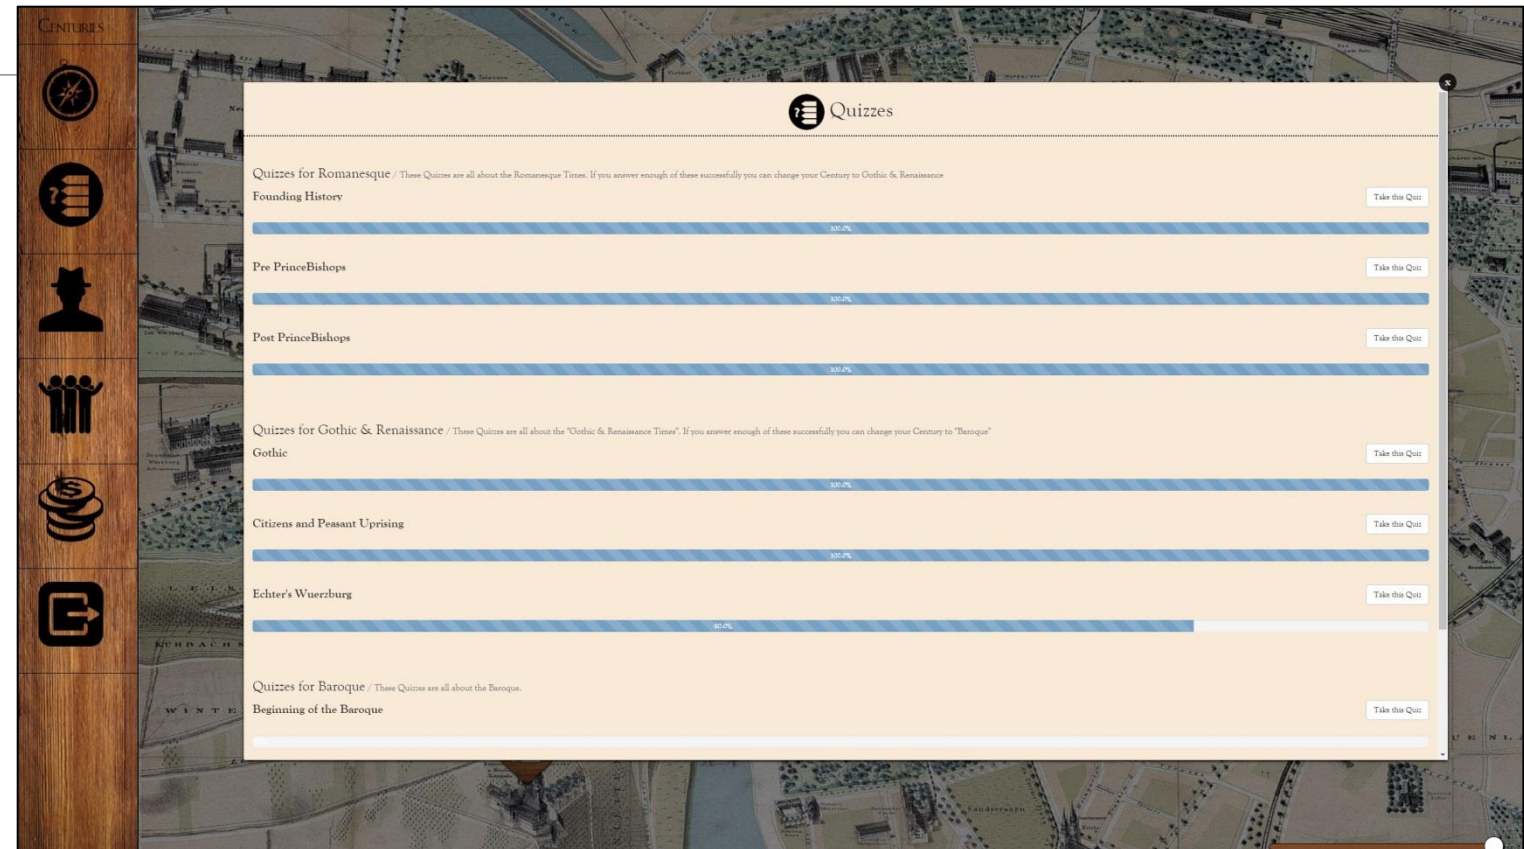 CENTURIES
Quizzes
x
Quizzes for Romanesque / These Quizzes are all about the Romanesque Times. If you answer enough of these successfully you can change your Century to Gothic & Renaissance
Founding History
Take this Quiz
100.0%
Pre PrinceBishops
Take this Quiz
100.0%
Post PrinceBishops
Take this Quiz
100.0%
Quizzes for Gothic & Renaissance / These Quizzes are all about the "Gothic & Renaissance Times". If you answer enough of these successfully you can change your Century to "Baroque"
Gothic
Take this Quiz
100.0%
Citizens and Peasant Uprising
Take this Quiz
100.0%
Echter's Wuerzburg
Take this Quiz
80.0%
Quizzes for Baroque / These Quizzes are all about the Baroque.
Beginning of the Baroque
Take this Quiz
Sanderrasen